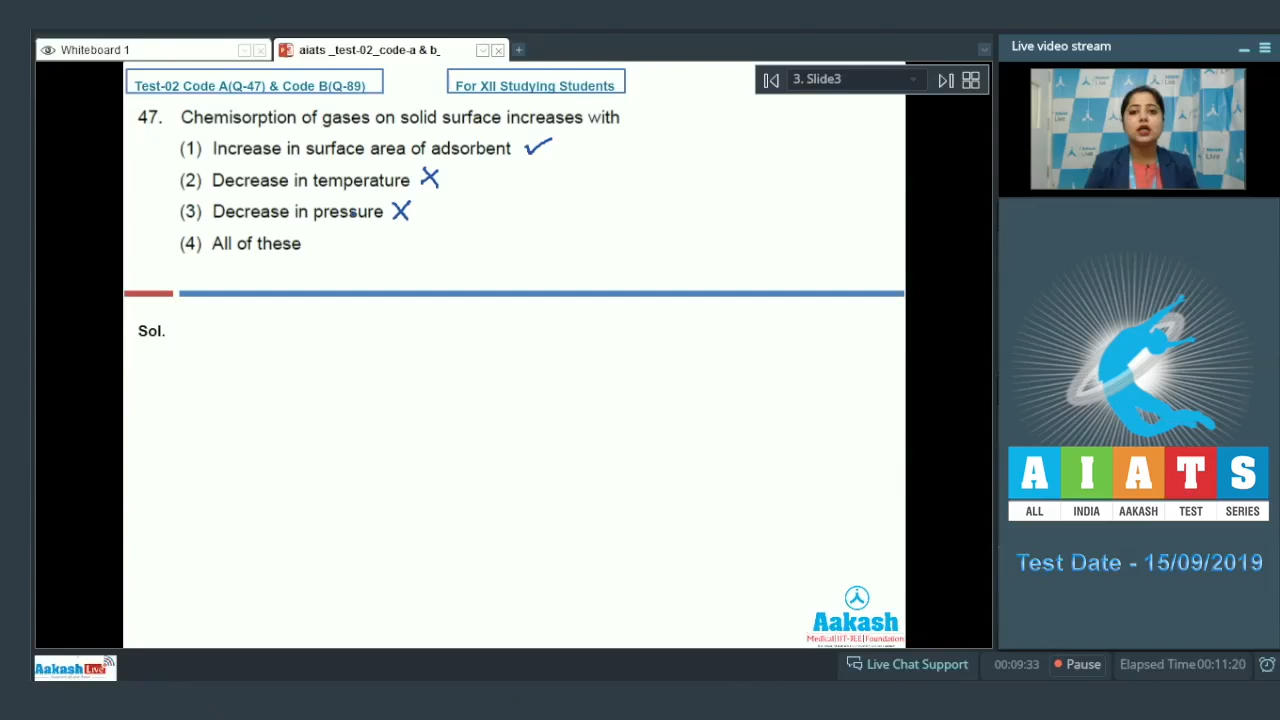 Whiteboard 1
aiats _test-02_code-a & b_
Live video stream
Test-02 Code A(Q-47) & Code B(Q-89)
For XII Studying Students
3. Slide3
47. Chemisorption of gases on solid surface increases with
(1) Increase in surface area of adsorbent
(2) Decrease in temperature
(3) Decrease in pressure
(4) All of these
Sol.
AIATS
ALL INDIA AAKASH TEST SERIES
Test Date - 15/09/2019
Aakash
Medical|IIT-JEE|Foundation
Aakash Live
Live Chat Support
00:09:33
Pause
Elapsed Time 00:11:20